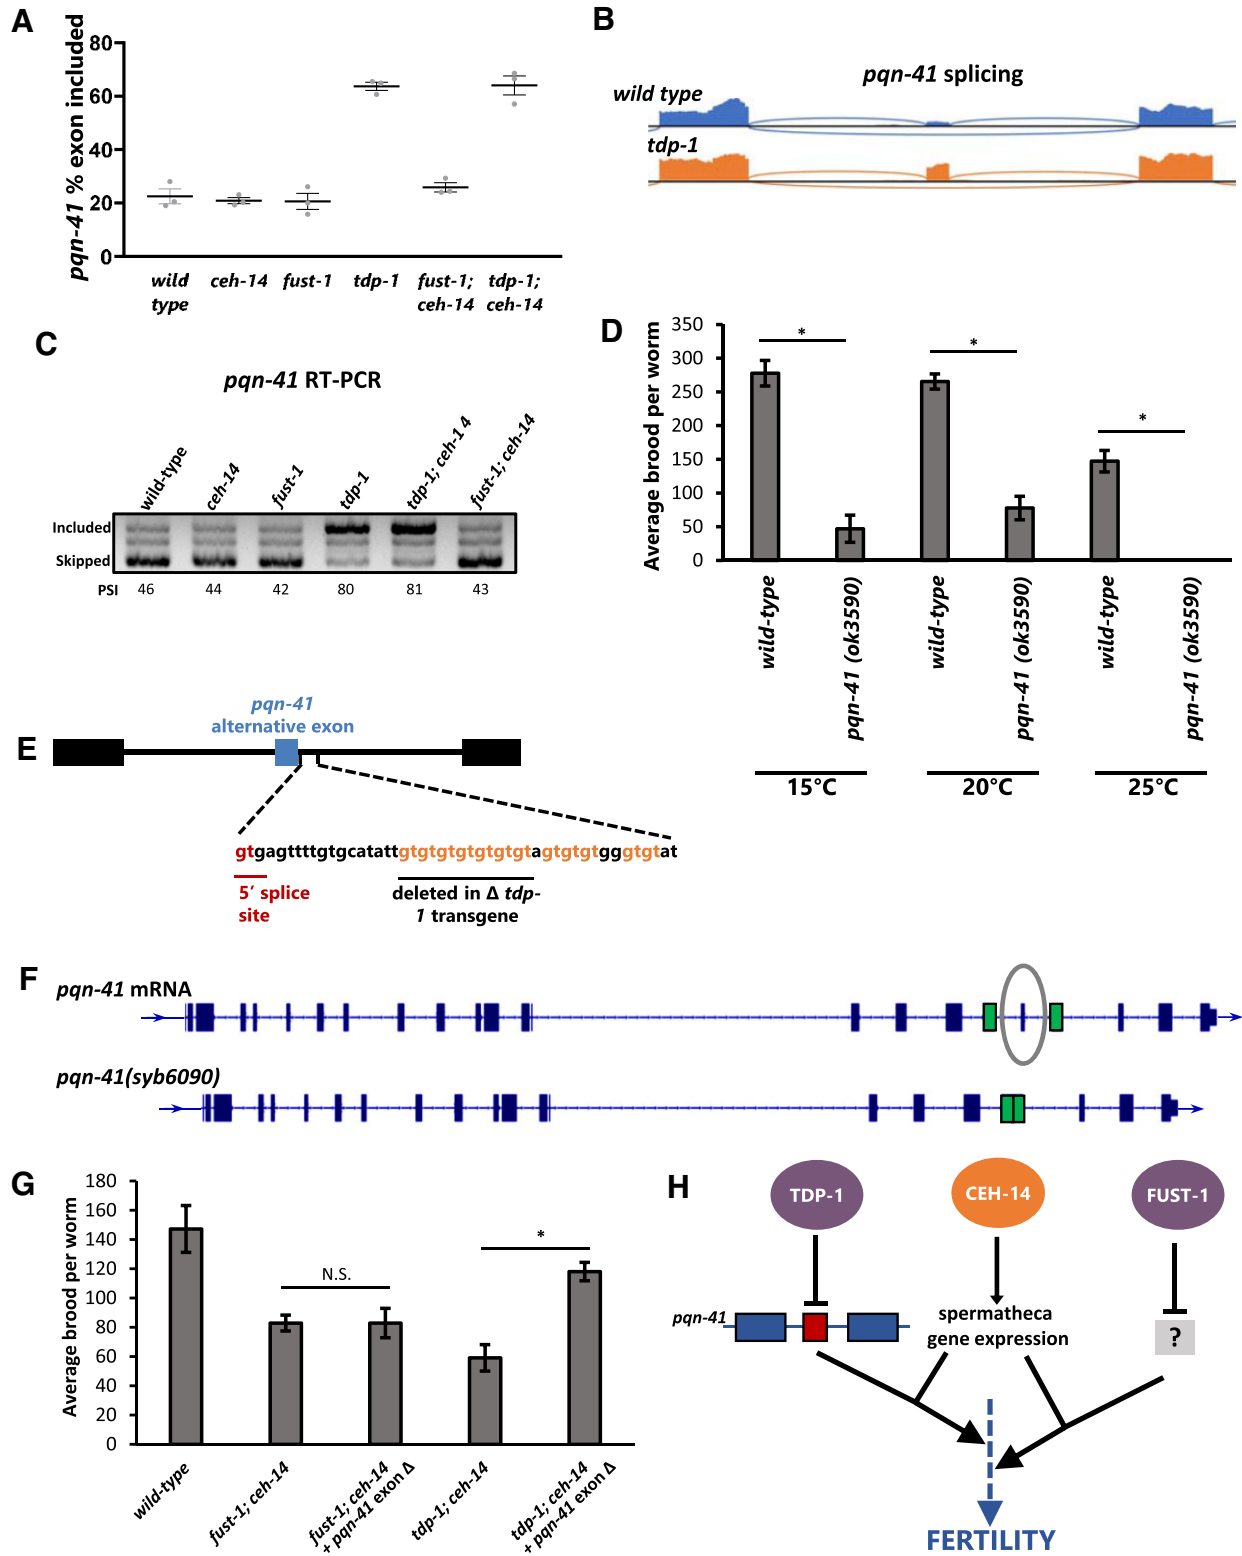 A
pqn-41 % exon included
80
60
40
20
0
wild type
ceh-14
fust-1
tdp-1
fust-1; ceh-14
tdp-1; ceh-14
B
pqn-41 splicing
wild type
tdp-1
C
pqn-41 RT-PCR
wild-type
ceh-14
fust-1
tdp-1
tdp-1; ceh-14
fust-1; ceh-14
Included
Skipped
PSI 46 44 42 80 81 43
D
Average brood per worm
350
300
250
200
150
100
50
0
*
*
*
wild-type
pqn-41 (ok3590)
wild-type
pqn-41 (ok3590)
wild-type
pqn-41 (ok3590)
15°C
20°C
25°C
E
pqn-41
alternative exon
gtgagttttgtgcatattgtgtgtgtgtgtgtagtgtgtgggtgtat
5′ splice
site
deleted in Δ tdp-
1 transgene
F
pqn-41 mRNA
pqn-41(syb6090)
G
Average brood per worm
180
160
140
120
100
80
60
40
20
0
N.S.
*
wild-type
fust-1; ceh-14
fust-1; ceh-14
+ pqn-41 exon Δ
tdp-1; ceh-14
tdp-1; ceh-14
+ pqn-41 exon Δ
H
TDP-1
CEH-14
FUST-1
pqn-41
spermatheca
gene expression
?
FERTILITY